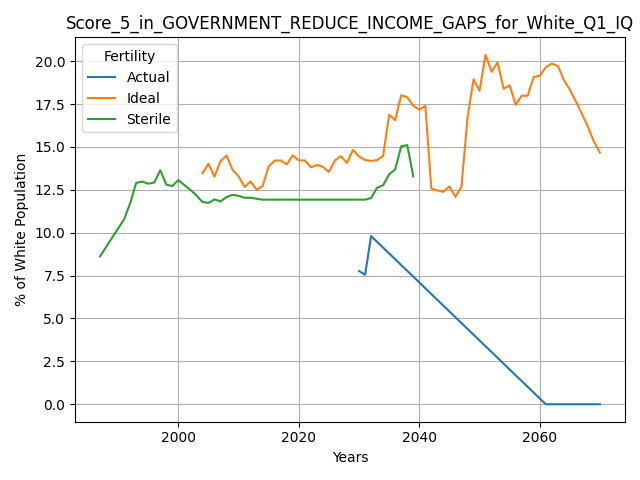 Score_5_in_GOVERNMENT_REDUCE_INCOME_GAPS_for_White_Q1_IQ
Fertility
Actual
Ideal
Sterile
% of White Population
20.0
17.5
15.0
12.5
10.0
7.5
5.0
2.5
0.0
2000 2020 2040 2060
Years